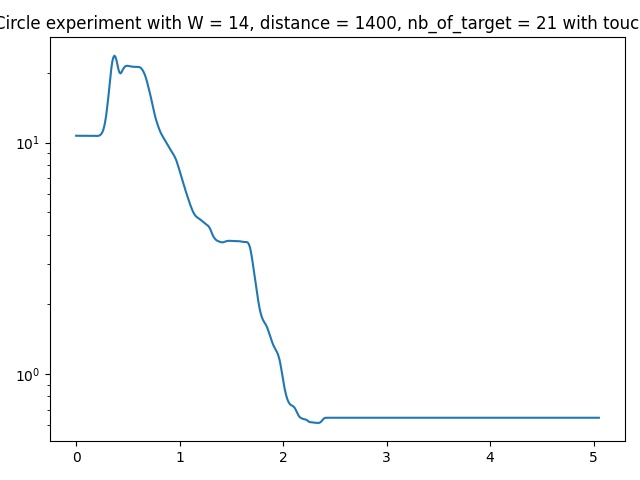 Circle experiment with W = 14, distance = 1400, nb_of_target = 21 with touc
10¹
10⁰
0 1 2 3 4 5